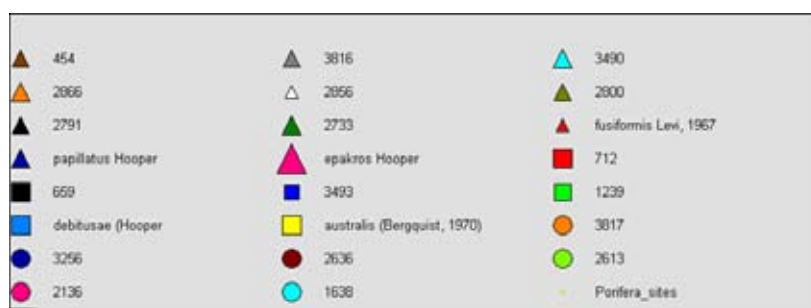 454 3816 3490
2866 2856 2800
2791 2733 fusiformis Levi, 1967
papillatus Hooper epakros Hooper 712
659 3493 1239
debitusae (Hooper australis (Bergquist, 1970) 3817
3256 2636 2613
2136 1638 Porifera_sites